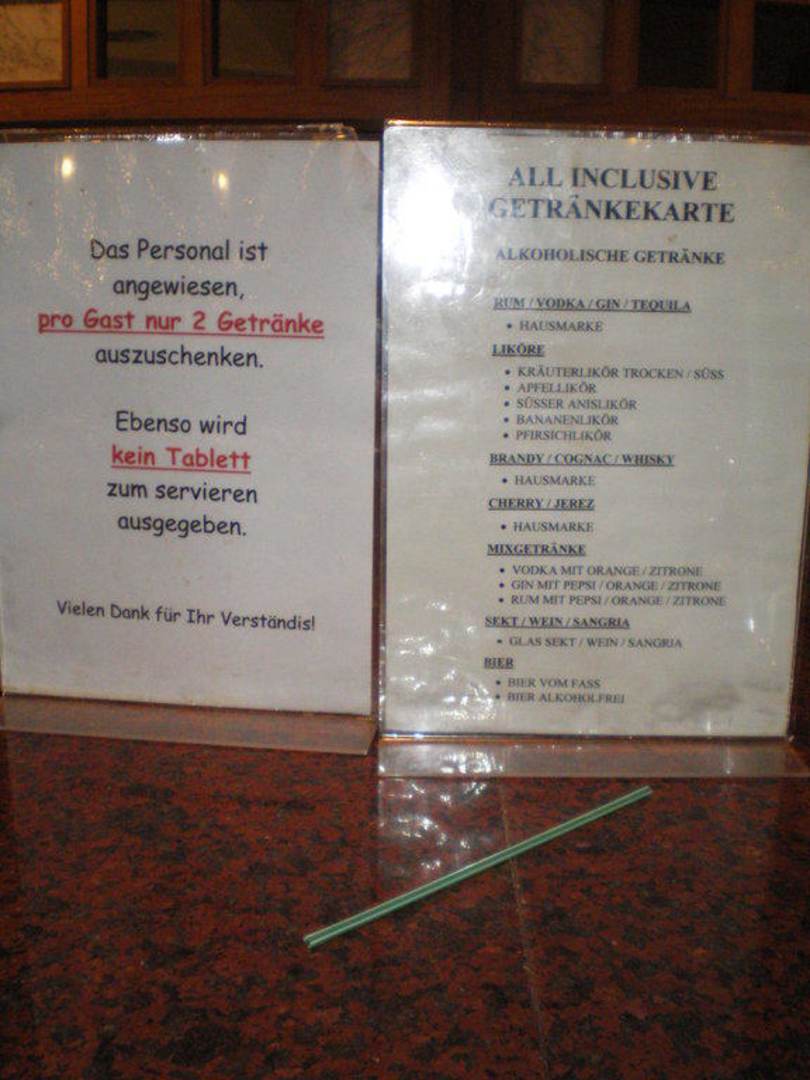 Das Personal ist
angewiesen,
pro Gast nur 2 Getränke
auszuschenken.
Ebenso wird
kein Tablett
zum servieren
ausgegeben.
Vielen Dank für Ihr Verständis!
ALL INCLUSIVE
GETRÄNKEKARTE
ALKOHOLISCHE GETRÄNKE
RUM / VODKA / GIN / TEQUILA
• HAUSMARKE
LIKÖRE
• KRÄUTERLIKÖR TROCKEN / SÜSS
• APFELLIKÖR
• SÜSSER ANISLIKÖR
• BANANENLIKÖR
• PFIRSICHLIKÖR
BRANDY / COGNAC / WHISKY
• HAUSMARKE
CHERRY / JEREZ
• HAUSMARKE
MIXGETRÄNKE
• VODKA MIT ORANGE / ZITRONE
• GIN MIT PEPSI / ORANGE / ZITRONE
• RUM MIT PEPSI / ORANGE / ZITRONE
SEKT / WEIN / SANGRIA
• GLAS SEKT / WEIN / SANGRIA
BIER
• BIER VOM FASS
• BIER ALKOHOLFREI